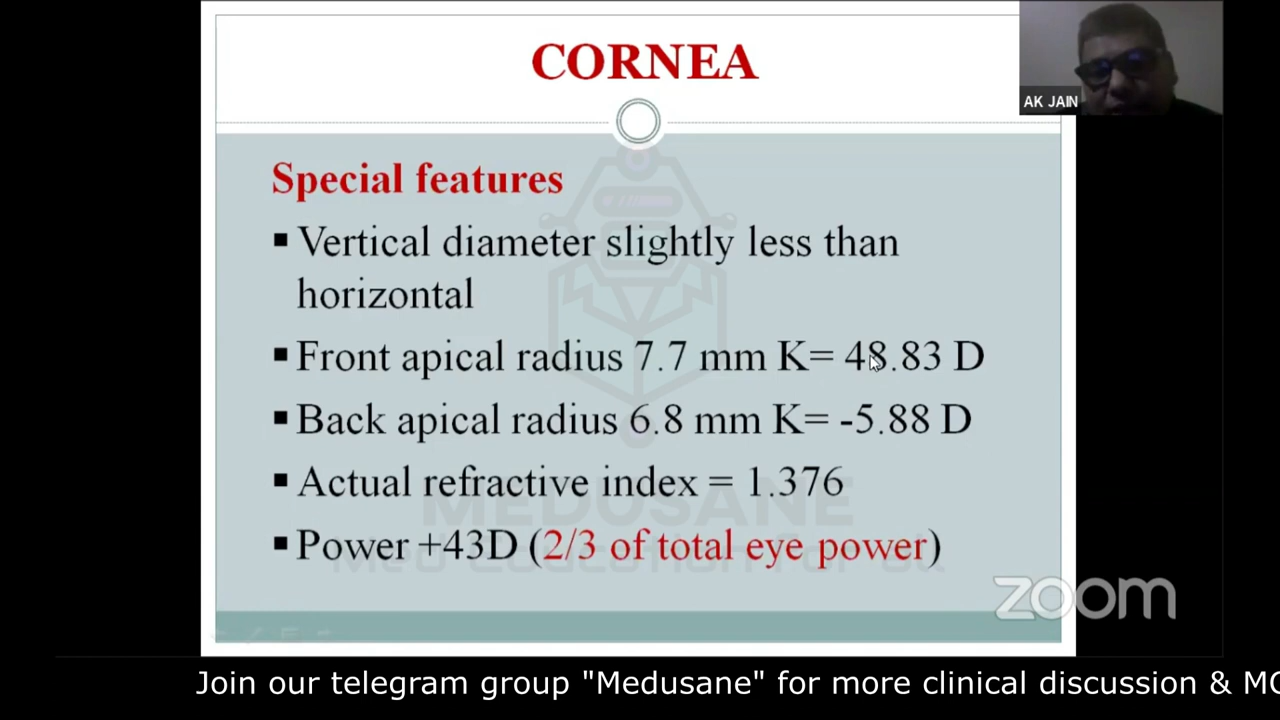 CORNEA
AK JAIN
Special features
▪ Vertical diameter slightly less than
horizontal
▪ Front apical radius 7.7 mm K= 48.83 D
▪ Back apical radius 6.8 mm K= -5.88 D
▪ Actual refractive index = 1.376
MEDUSANE
▪ Power +43D (2/3 of total eye power)
zoom
Join our telegram group "Medusane" for more clinical discussion & MC